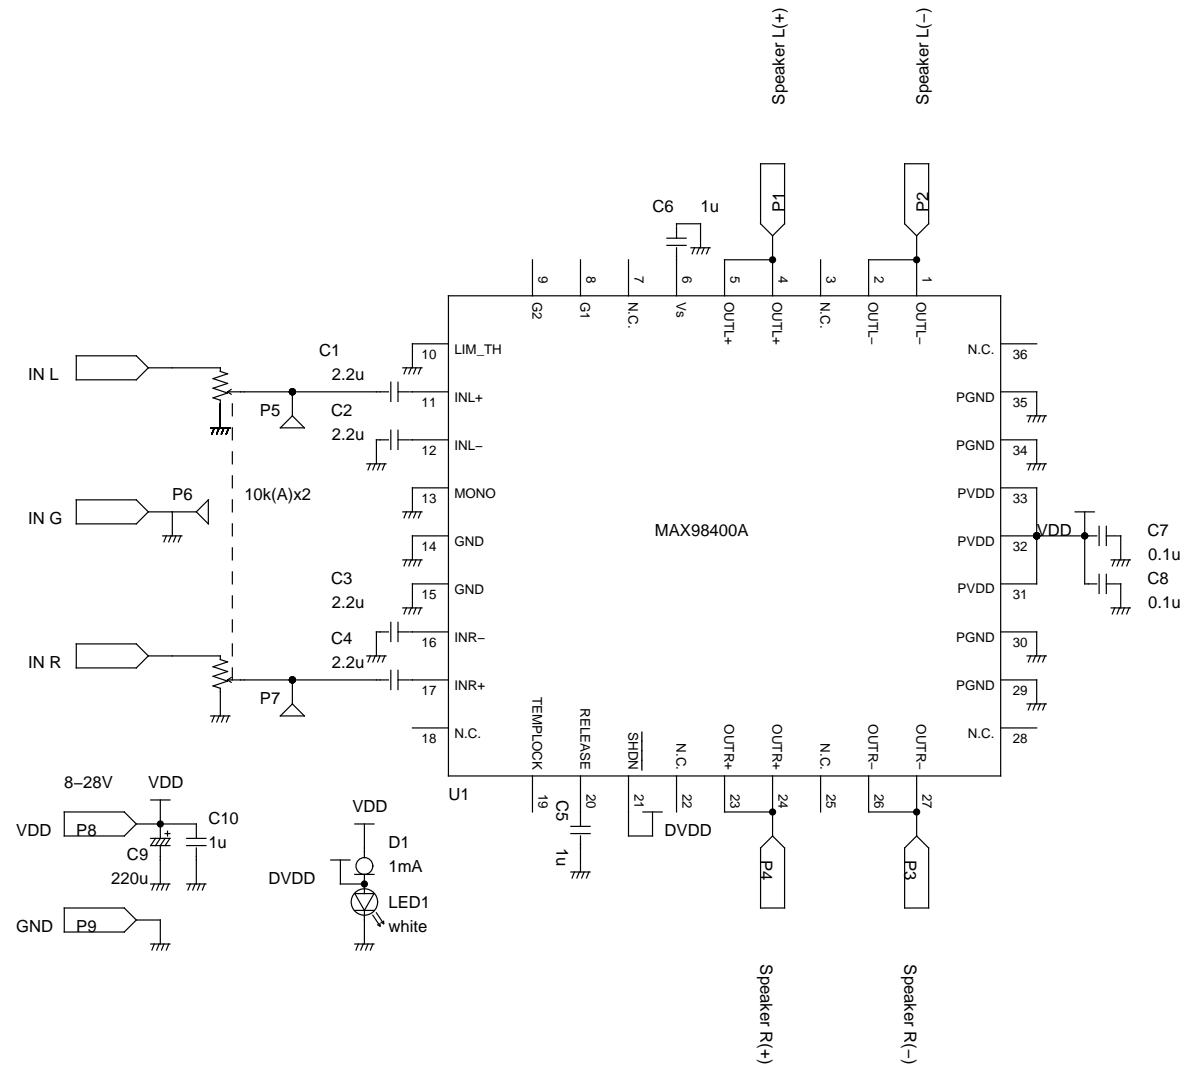 Speaker L(+)
Speaker L(−)
P1
P2
C6 1u
9
8
7
6
5
4
3
2
1
G2
G1
N.C.
Vs
OUTL+
OUTL+
N.C.
OUTL−
OUTL−
IN L
P5
C1
2.2u
C2
2.2u
10 LIM_TH
11 INL+
12 INL−
13 MONO
14 GND
15 GND
16 INR−
17 INR+
18 N.C.
IN G
P6
10k(A)x2
C3
2.2u
C4
2.2u
IN R
P7
MAX98400A
N.C. 36
PGND 35
PGND 34
PVDD 33
PVDD 32
PVDD 31
PGND 30
PGND 29
N.C. 28
VDD
C7
0.1u
C8
0.1u
TEMPLOCK
RELEASE
SHDN
N.C.
OUTR+
OUTR+
N.C.
OUTR−
OUTR−
U1
19
20
21
22
23
24
25
26
27
C5
1u
DVDD
P4
P3
Speaker R(+)
Speaker R(−)
8−28V
VDD
VDD P8
+
C9
220u
C10
1u
GND P9
VDD
D1
1mA
DVDD
LED1
white